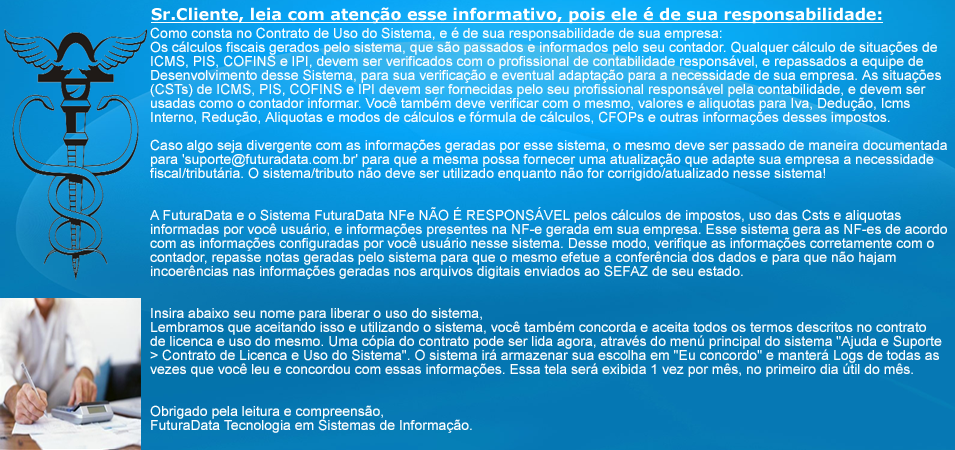 Sr.Cliente, leia com atenção esse informativo, pois ele é de sua responsabilidade:
Como consta no Contrato de Uso do Sistema, e é de sua responsabilidade de sua empresa:
Os cálculos fiscais gerados pelo sistema, que são passados e informados pelo seu contador. Qualquer cálculo de situações de
ICMS, PIS, COFINS e IPI, devem ser verificados com o profissional de contabilidade responsável, e repassados a equipe de
Desenvolvimento desse Sistema, para sua verificação e eventual adaptação para a necessidade de sua empresa. As situações
(CSTs) de ICMS, PIS, COFINS e IPI devem ser fornecidas pelo seu profissional responsável pela contabilidade, e devem ser
usadas como o contador informar. Você também deve verificar com o mesmo, valores e aliquotas para Iva, Dedução, Icms
Interno, Redução, Aliquotas e modos de cálculos e fórmula de cálculos, CFOPs e outras informações desses impostos.
Caso algo seja divergente com as informações geradas por esse sistema, o mesmo deve ser passado de maneira documentada
para 'suporte@futuradata.com.br' para que a mesma possa fornecer uma atualização que adapte sua empresa a necessidade
fiscal/tributária. O sistema/tributo não deve ser utilizado enquanto não for corrigido/atualizado nesse sistema!
A FuturaData e o Sistema FuturaData NFe NÃO É RESPONSÁVEL pelos cálculos de impostos, uso das Csts e aliquotas
informadas por você usuário, e informações presentes na NF-e gerada em sua empresa. Esse sistema gera as NF-es de acordo
com as informações configuradas por você usuário nesse sistema. Desse modo, verifique as informações corretamente com o
contador, repasse notas geradas pelo sistema para que o mesmo efetue a conferência dos dados e para que não hajam
incoerências nas informações geradas nos arquivos digitais enviados ao SEFAZ de seu estado.
Insira abaixo seu nome para liberar o uso do sistema,
Lembramos que aceitando isso e utilizando o sistema, você também concorda e aceita todos os termos descritos no contrato
de licenca e uso do mesmo. Uma cópia do contrato pode ser lida agora, através do menú principal do sistema "Ajuda e Suporte
> Contrato de Licenca e Uso do Sistema". O sistema irá armazenar sua escolha em "Eu concordo" e manterá Logs de todas as
vezes que você leu e concordou com essas informações. Essa tela será exibida 1 vez por mês, no primeiro dia útil do mês.
Obrigado pela leitura e compreensão,
FuturaData Tecnologia em Sistemas de Informação.